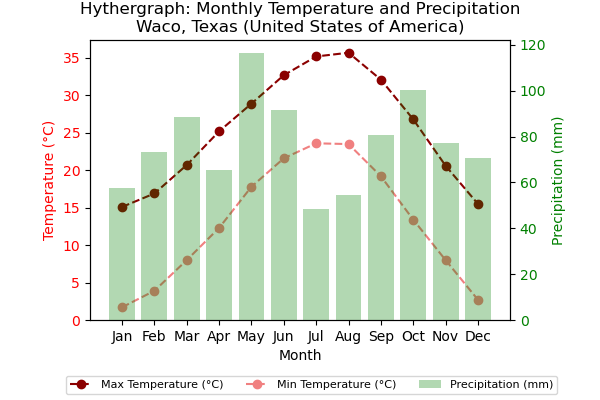 Hythergraph: Monthly Temperature and Precipitation
Waco, Texas (United States of America)
Temperature (°C)
35
30
25
20
15
10
5
0
120
100
80
60
40
20
0
Precipitation (mm)
Jan Feb Mar Apr May Jun Jul Aug Sep Oct Nov Dec
Month
Max Temperature (°C) Min Temperature (°C) Precipitation (mm)